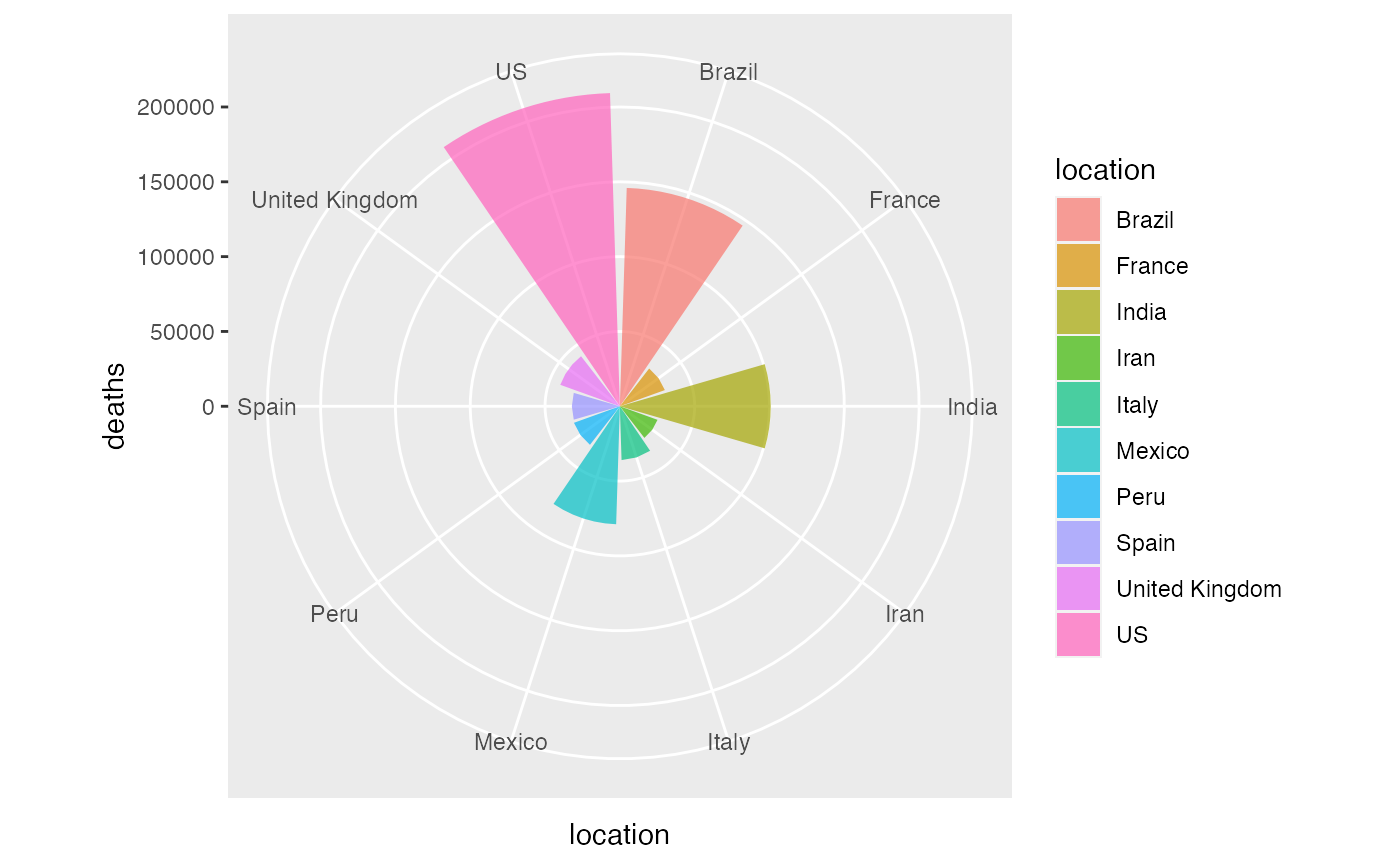 US
Brazil
200000
150000
United Kingdom
France
100000
50000
deaths
0
Spain
India
Peru
Iran
Mexico
Italy
location
location
Brazil
France
India
Iran
Italy
Mexico
Peru
Spain
United Kingdom
US